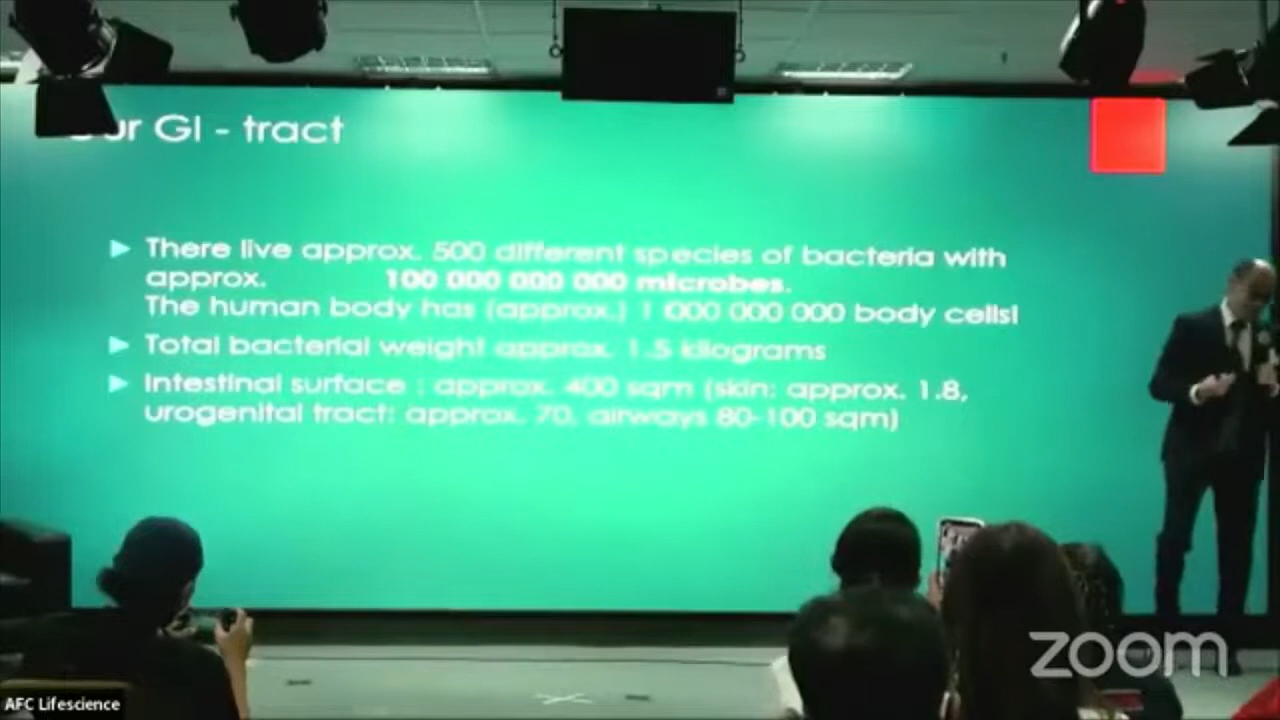 Our GI - tract
There live approx. 500 different species of bacteria with
approx. 100 000 000 000 microbes.
The human body has (approx.) 1 000 000 000 body cells!
Total bacterial weight approx. 1.5 kilograms
Intestinal surface : approx. 400 sqm (skin: approx. 1.8,
urogenital tract: approx. 70, airways 80-100 sqm)
zoom
AFC Lifescience